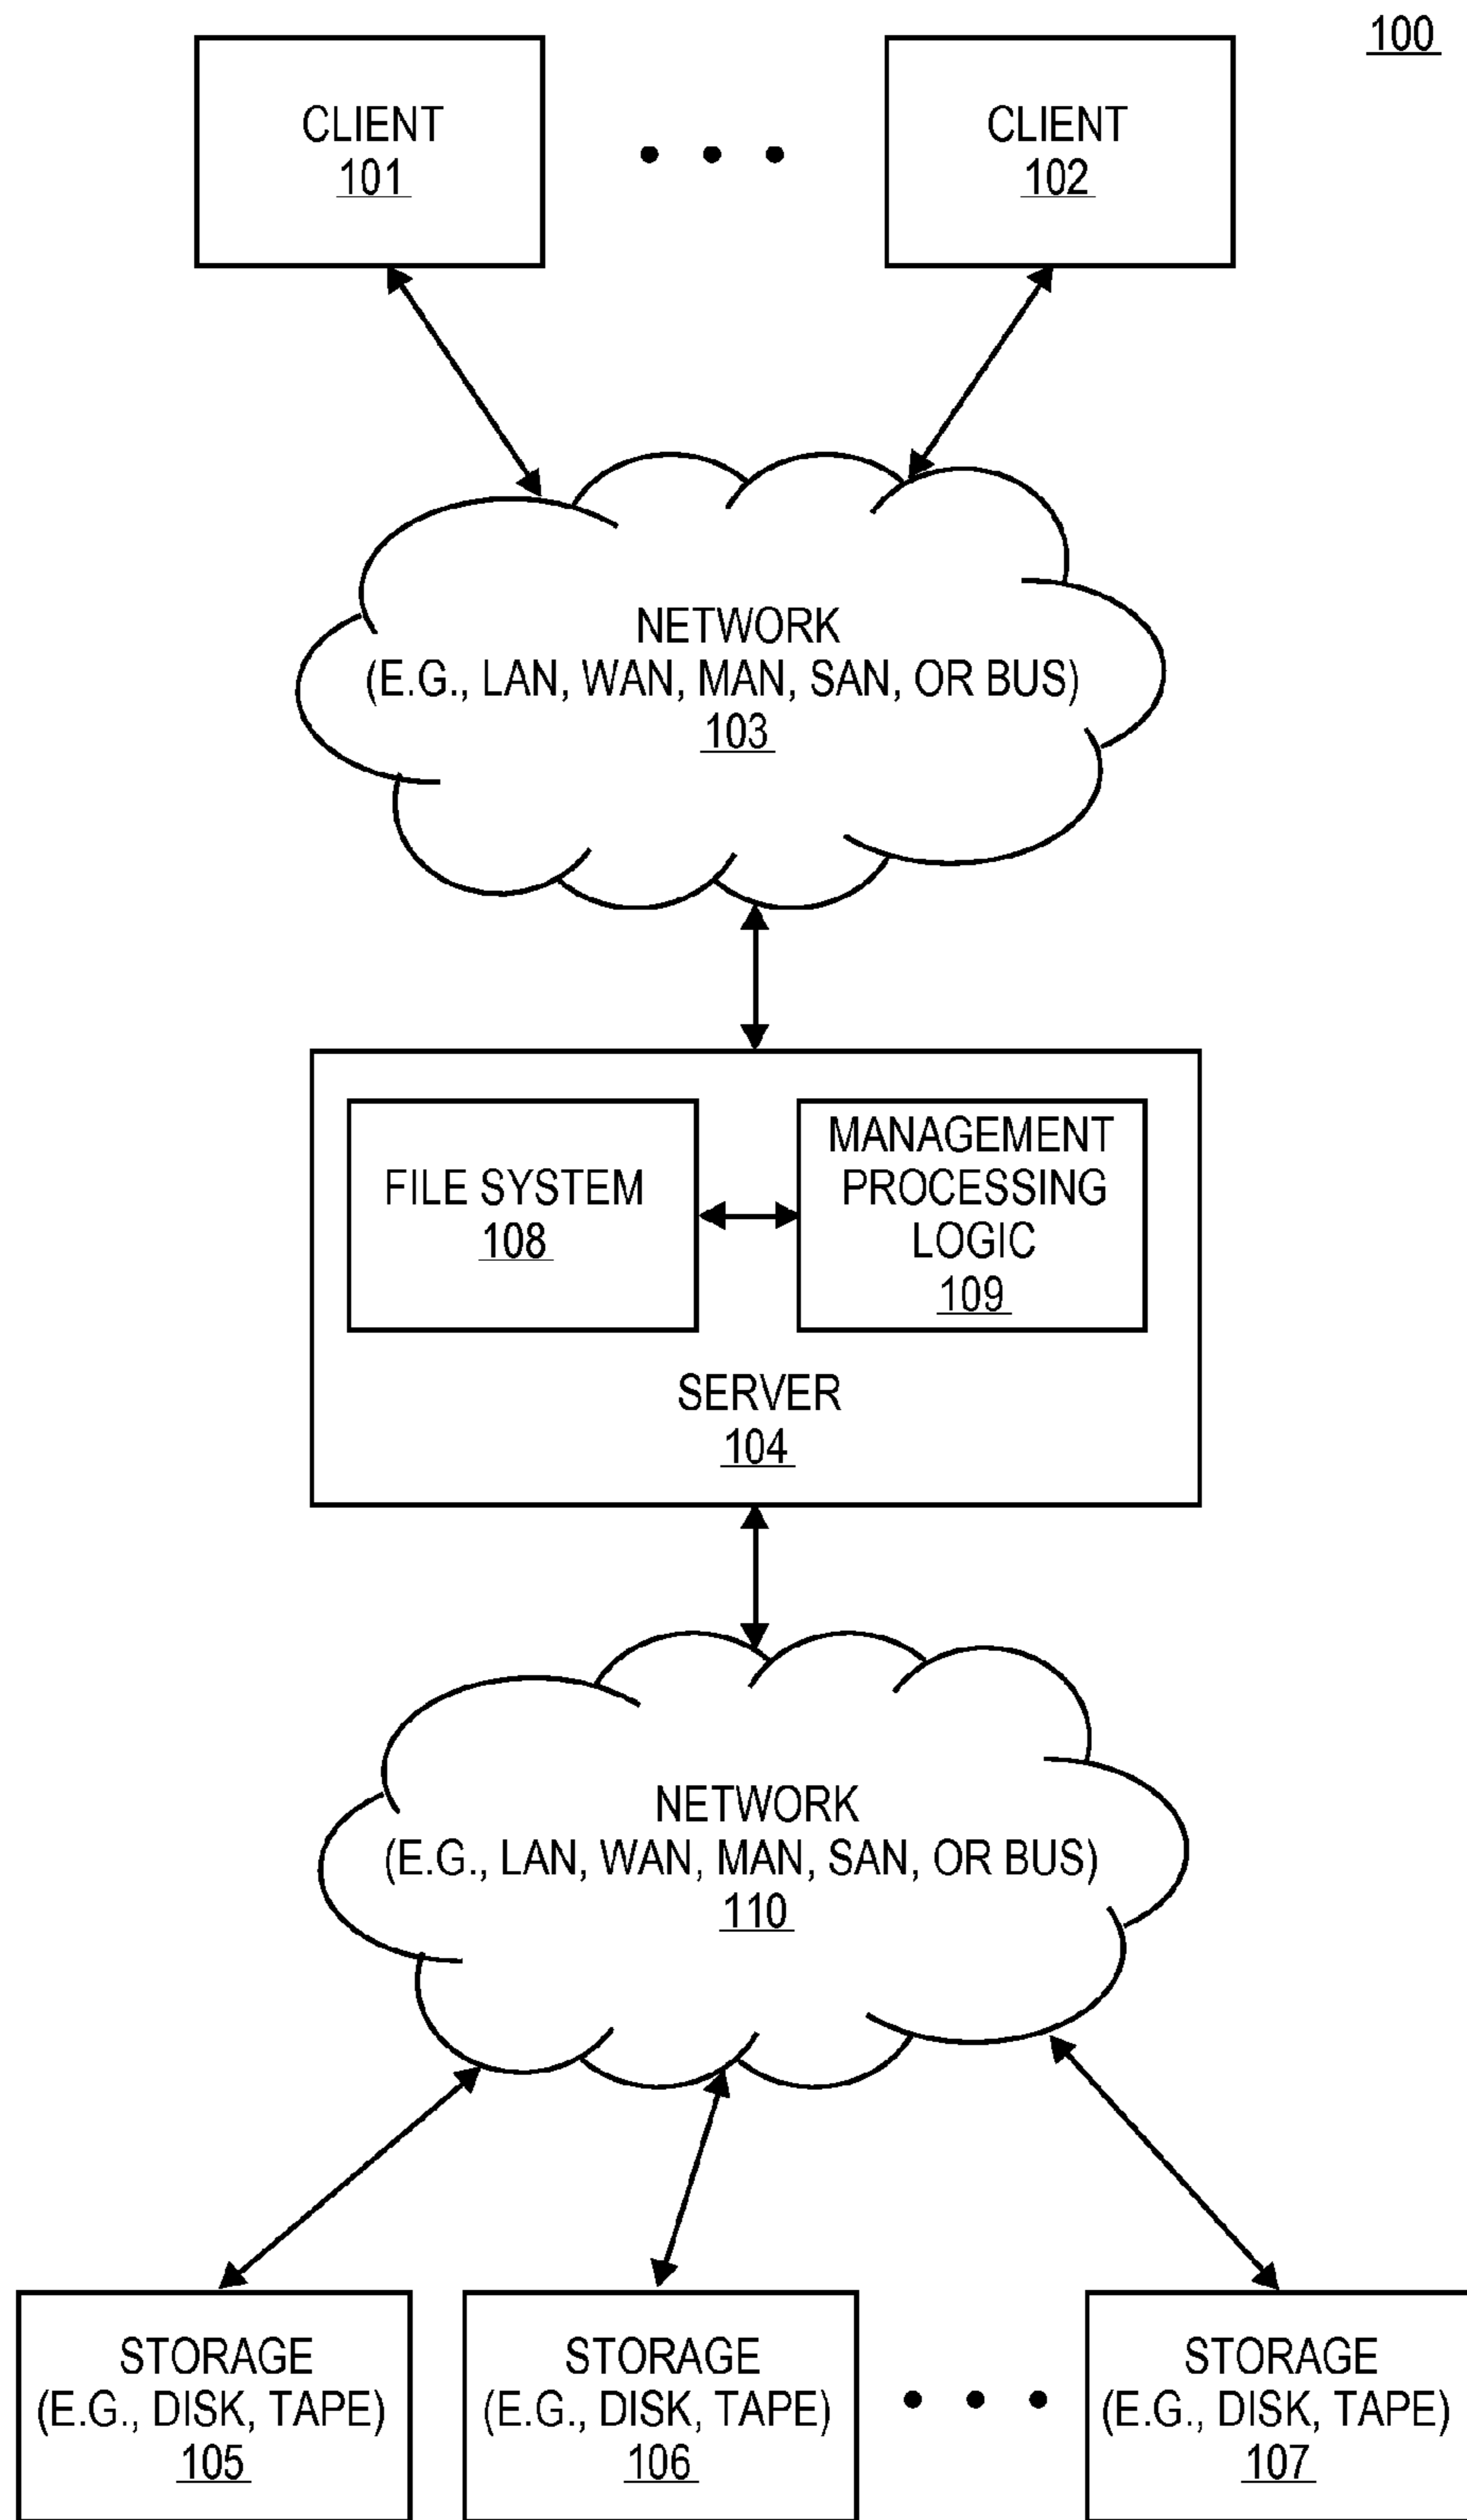 100
CLIENT
101
CLIENT
102
NETWORK
(E.G., LAN, WAN, MAN, SAN, OR BUS)
103
FILE SYSTEM
108
MANAGEMENT
PROCESSING
LOGIC
109
SERVER
104
NETWORK
(E.G., LAN, WAN, MAN, SAN, OR BUS)
110
STORAGE
(E.G., DISK, TAPE)
105
STORAGE
(E.G., DISK, TAPE)
106
STORAGE
(E.G., DISK, TAPE)
107